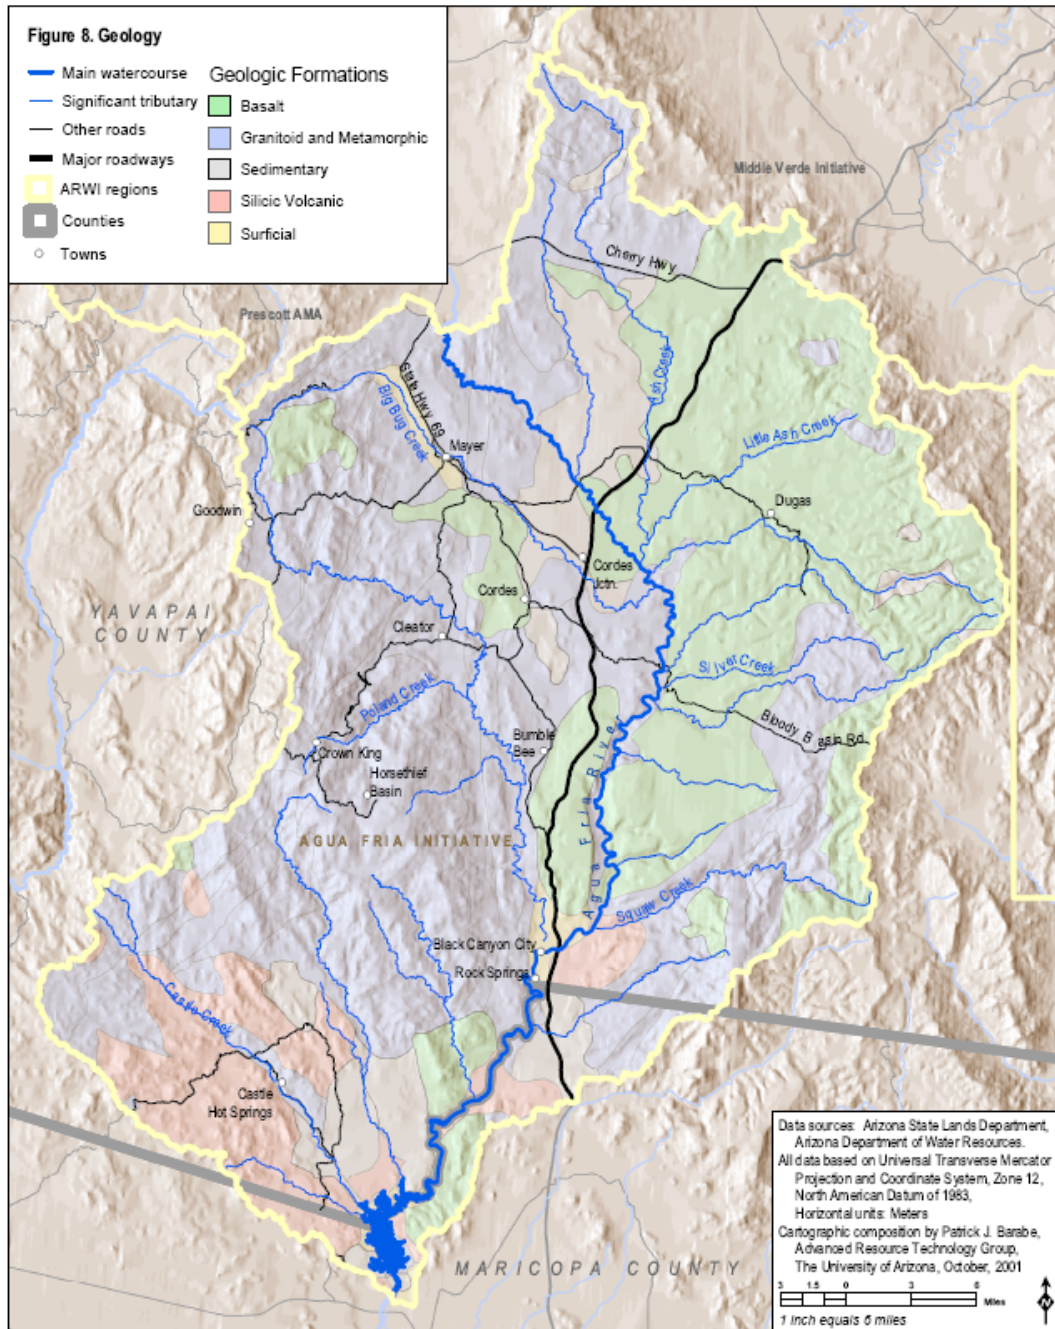 Figure 8. Geology
Main watercourse
Significant tributary
Other roads
Major roadways
ARWI regions
Counties
Towns
Geologic Formations
Basalt
Granitoid and Metamorphic
Sedimentary
Silicic Volcanic
Surficial
Middle Verde Initiative
Cherry Hwy
Prescott AMA
State Hwy 69
Big Bug Creek
Ash Creek
Little Ash Creek
Mayer
Goodwin
Dugas
Cordes
Jctn.
Cordes
YAVAPAI
COUNTY
Cleator
Silver Creek
Poland Creek
Bloody Basin Rd
Bumble
Bee
Crown King
Horsethief
Basin
Agua Fria River
AGUA FRIA INITIATIVE
Squaw Creek
Black Canyon City
Rock Springs
Castle Creek
Castle
Hot Springs
MARICOPA COUNTY
Data sources: Arizona State Lands Department,
Arizona Department of Water Resources.
All data based on Universal Transverse Mercator
Projection and Coordinate System, Zone 12,
North American Datum of 1983,
Horizontal units: Meters
Cartographic composition by Patrick J. Barabe,
Advanced Resource Technology Group,
The University of Arizona, October, 2001
3 1.5 0 3 6
Miles
N
1 inch equals 6 miles